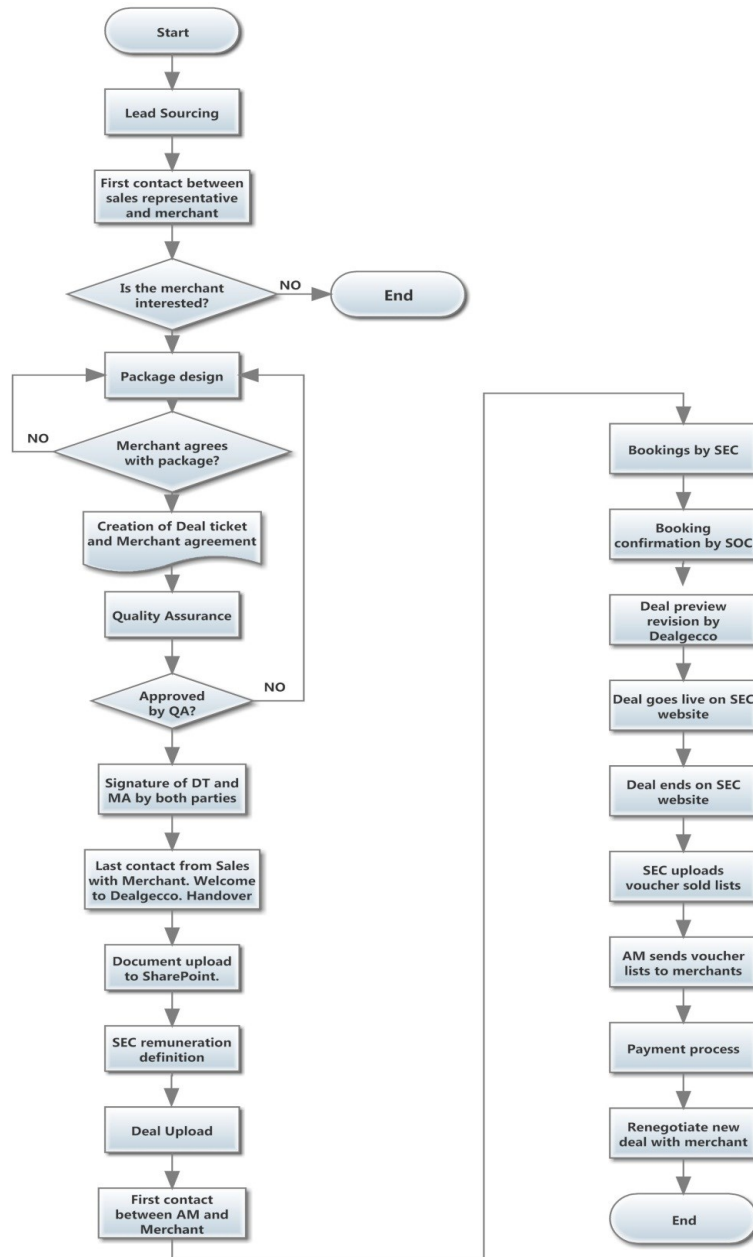 Start
Lead Sourcing
First contact between
sales representative
and merchant
Is the merchant
interested?
NO
End
Package design
NO
Merchant agrees
with package?
Creation of Deal ticket
and Merchant agreement
Quality Assurance
Approved
by QA?
NO
Signature of DT and
MA by both parties
Last contact from Sales
with Merchant. Welcome
to Dealgecco. Handover
Document upload
to SharePoint.
SEC remuneration
definition
Deal Upload
First contact
between AM and
Merchant
Bookings by SEC
Booking
confirmation by SOC
Deal preview
revision by
Dealgecco
Deal goes live on SEC
website
Deal ends on SEC
website
SEC uploads
voucher sold lists
AM sends voucher
lists to merchants
Payment process
Renegotiate new
deal with merchant
End